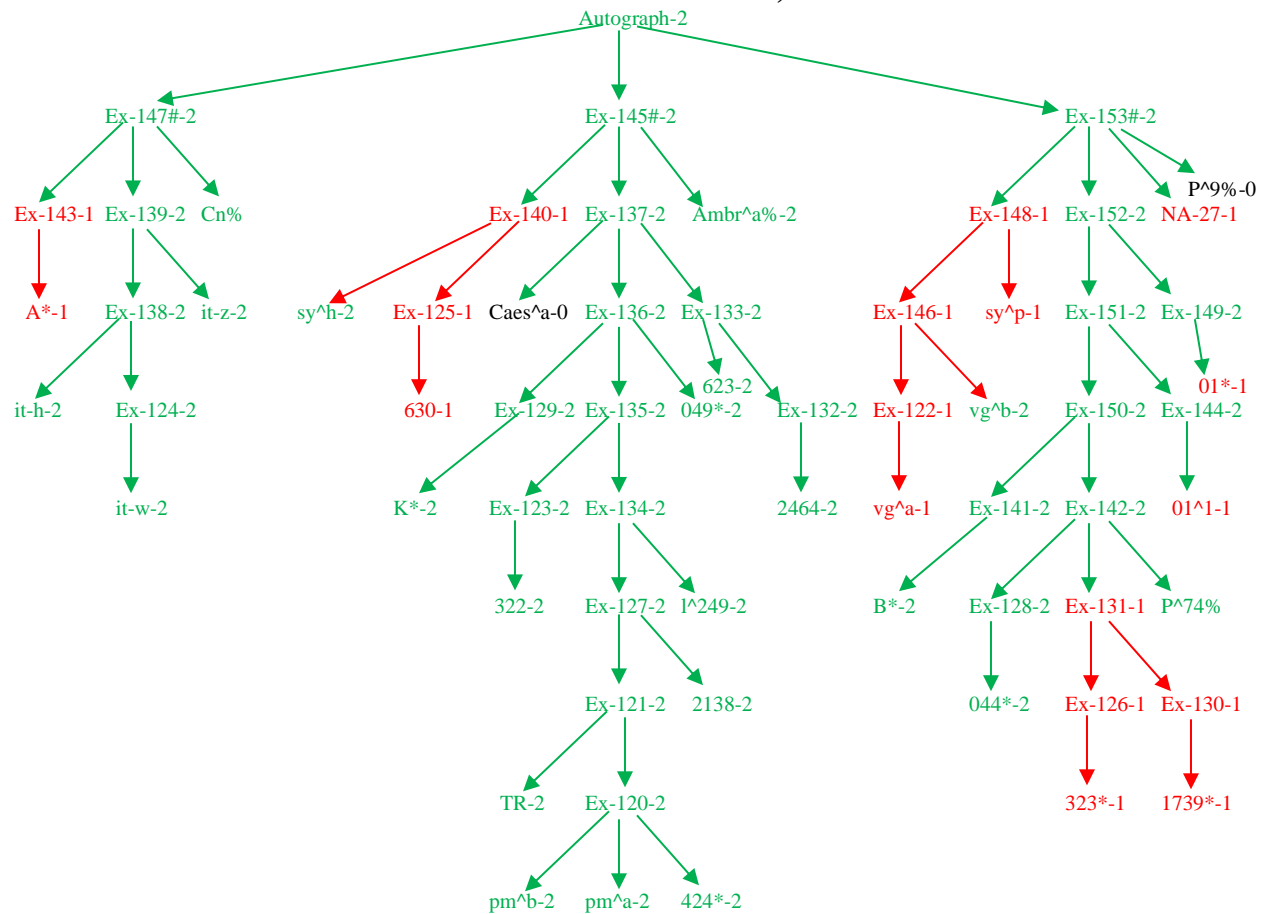 Autograph-2
Ex-147#-2 Ex-145#-2 Ex-153#-2
P^9%-0
Ex-143-1 Ex-139-2 Cn% Ex-140-1 Ex-137-2 Ambr^a%-2 Ex-148-1 Ex-152-2 NA-27-1
A*-1 Ex-138-2 it-z-2 sy^h-2 Ex-125-1 Caes^a-0 Ex-136-2 Ex-133-2 Ex-146-1 sy^p-1 Ex-151-2 Ex-149-2
623-2 01*-1
it-h-2 Ex-124-2 630-1 Ex-129-2 Ex-135-2 049*-2 Ex-132-2 Ex-122-1 vg^b-2 Ex-150-2 Ex-144-2
it-w-2 K*-2 Ex-123-2 Ex-134-2 2464-2 vg^a-1 Ex-141-2 Ex-142-2 01^1-1
322-2 Ex-127-2 l^249-2 B*-2 Ex-128-2 Ex-131-1 P^74%
Ex-121-2 2138-2 044*-2 Ex-126-1 Ex-130-1
TR-2 Ex-120-2 323*-1 1739*-1
pm^b-2 pm^a-2 424*-2